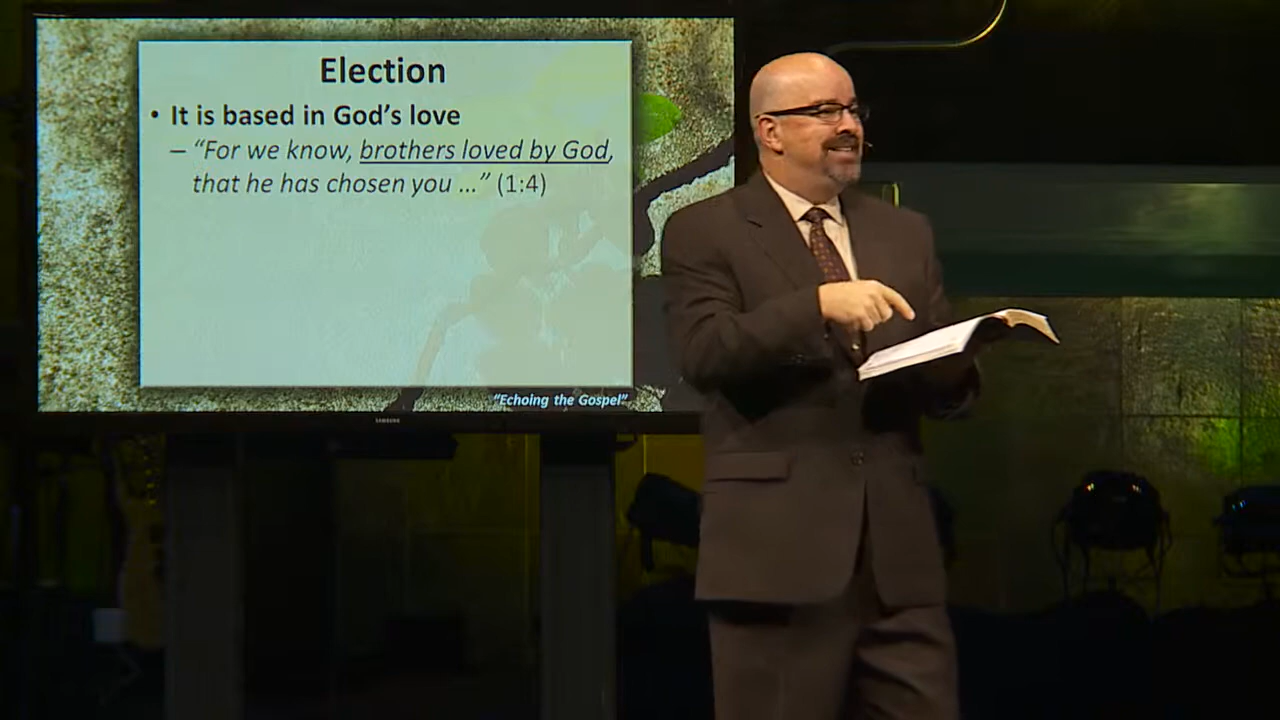 Election
• It is based in God's love
– “For we know, brothers loved by God,
that he has chosen you …” (1:4)
“Echoing the Gospel”
SAMSUNG